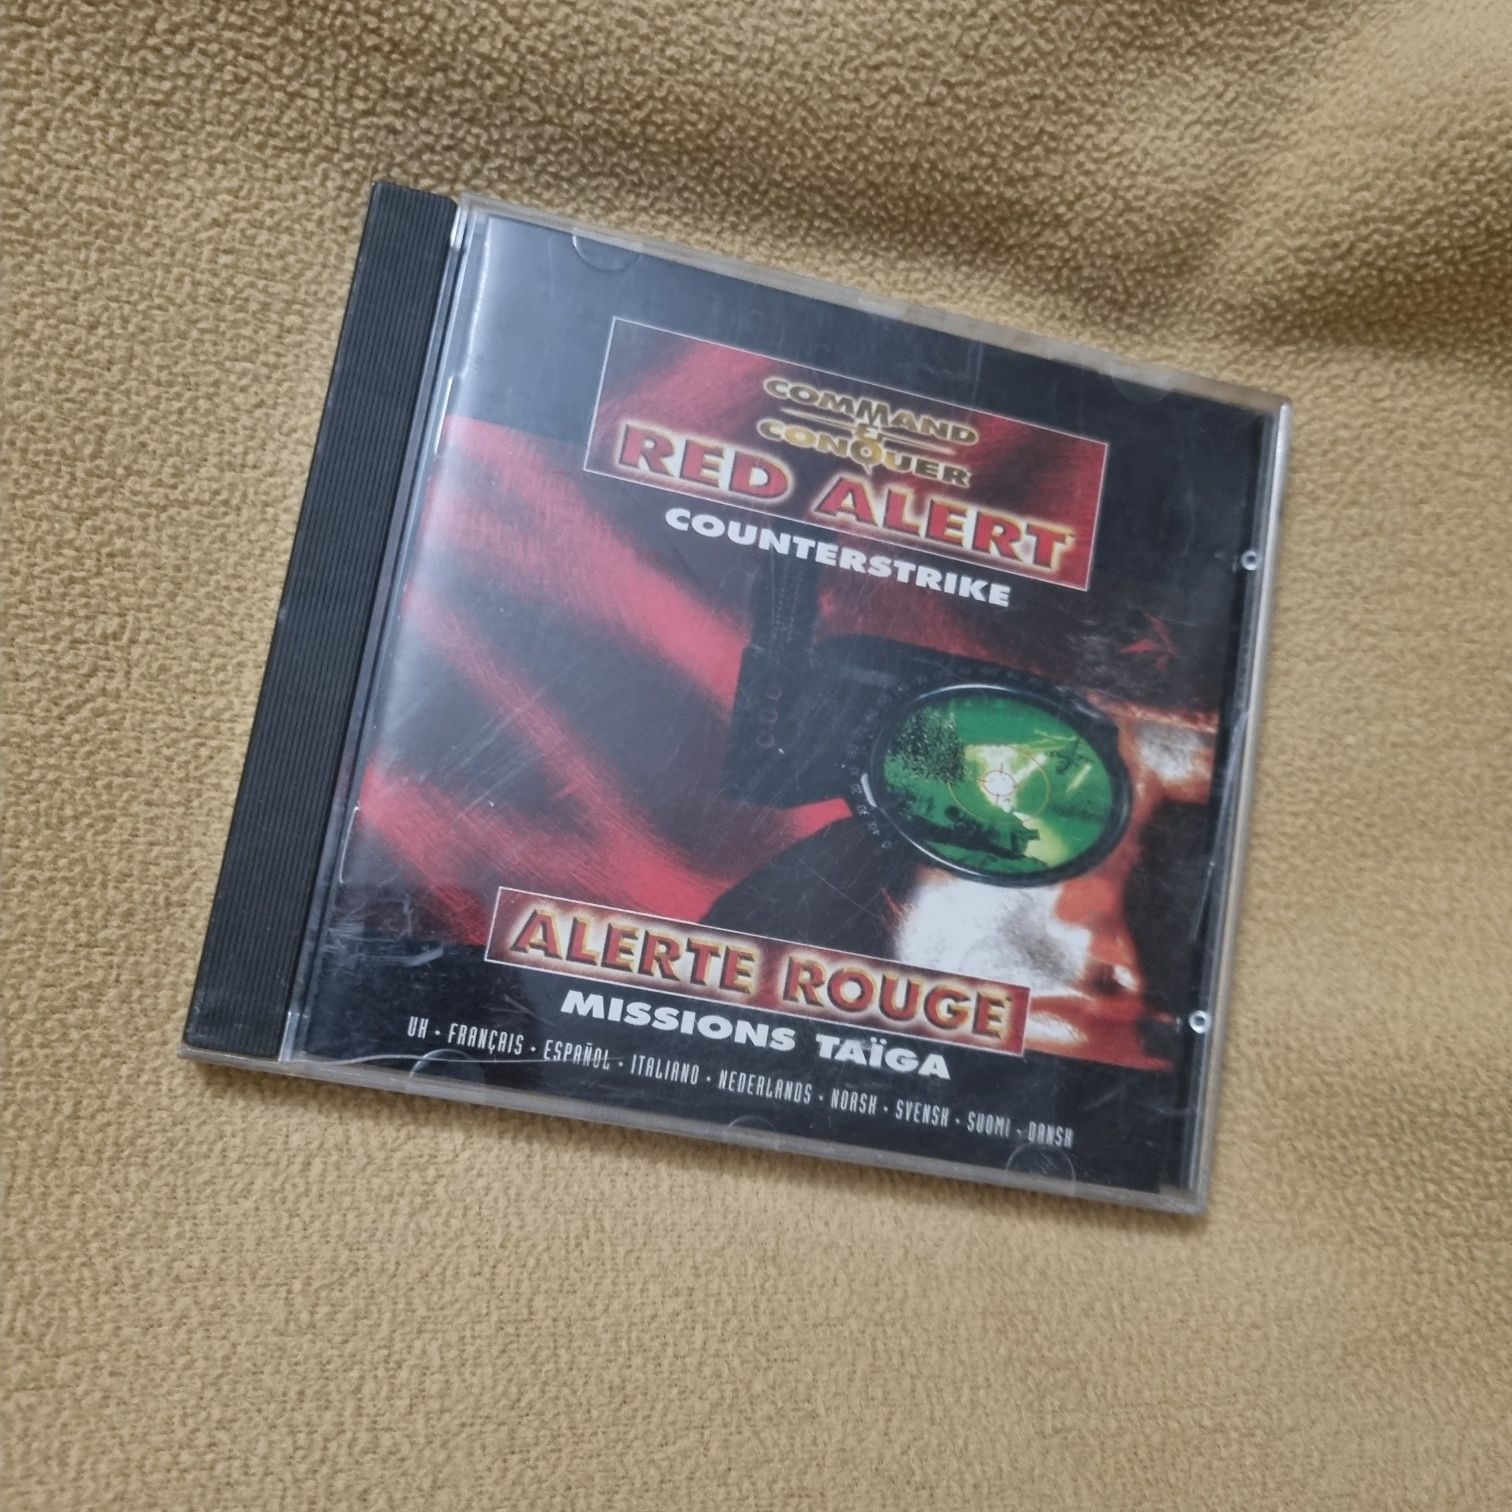 COMMAND
&
CONQUER
RED ALERT
COUNTERSTRIKE
ALERTE ROUGE
MISSIONS TAÏGA
UK • FRANÇAIS • ESPAÑOL • ITALIANO • NEDERLANDS • NORSK • SVENSK • SUOMI • DANSK